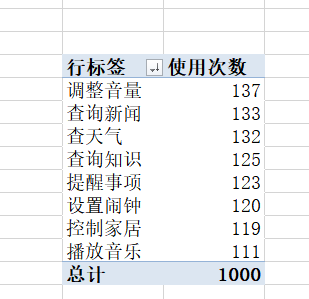 行标签 使用次数
调整音量 137
查询新闻 133
查天气 132
查询知识 125
提醒事项 123
设置闹钟 120
控制家居 119
播放音乐 111
总计 1000